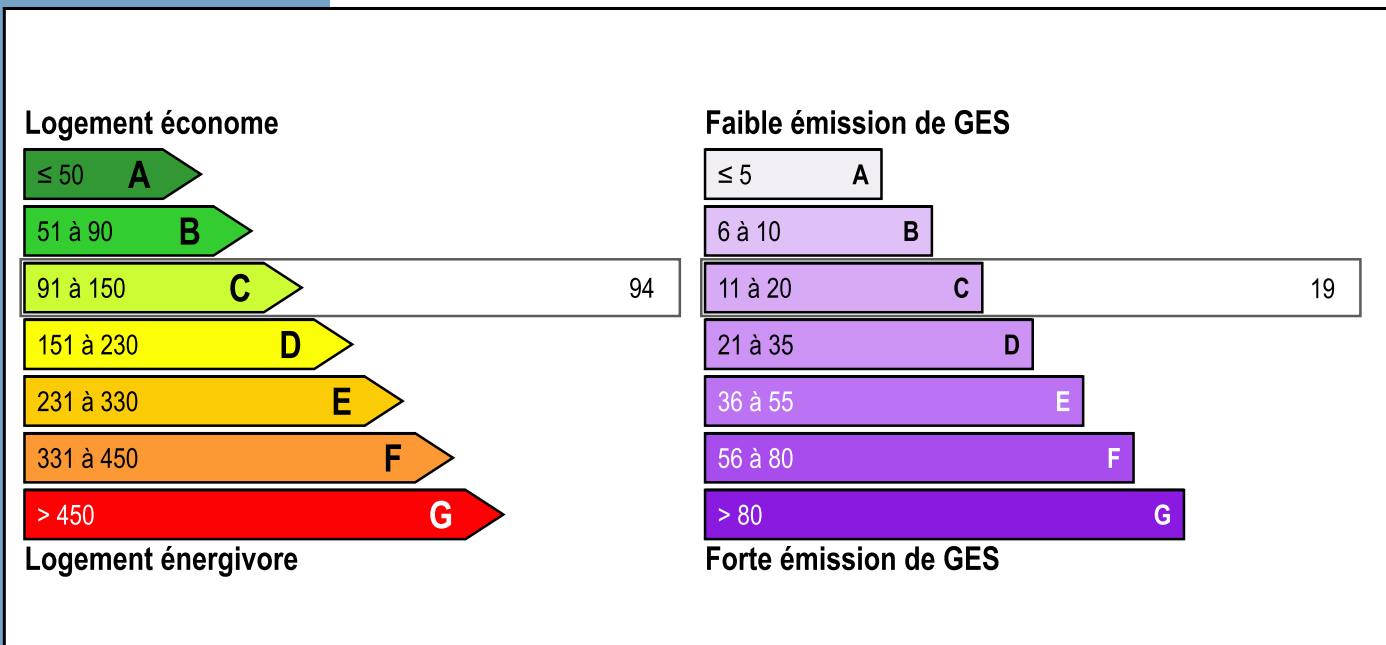 Logement économe
≤ 50 A
51 à 90 B
91 à 150 C 94
151 à 230 D
231 à 330 E
331 à 450 F
> 450 G
Logement énergivore
Faible émission de GES
≤ 5 A
6 à 10 B
11 à 20 C 19
21 à 35 D
36 à 55 E
56 à 80 F
> 80 G
Forte émission de GES